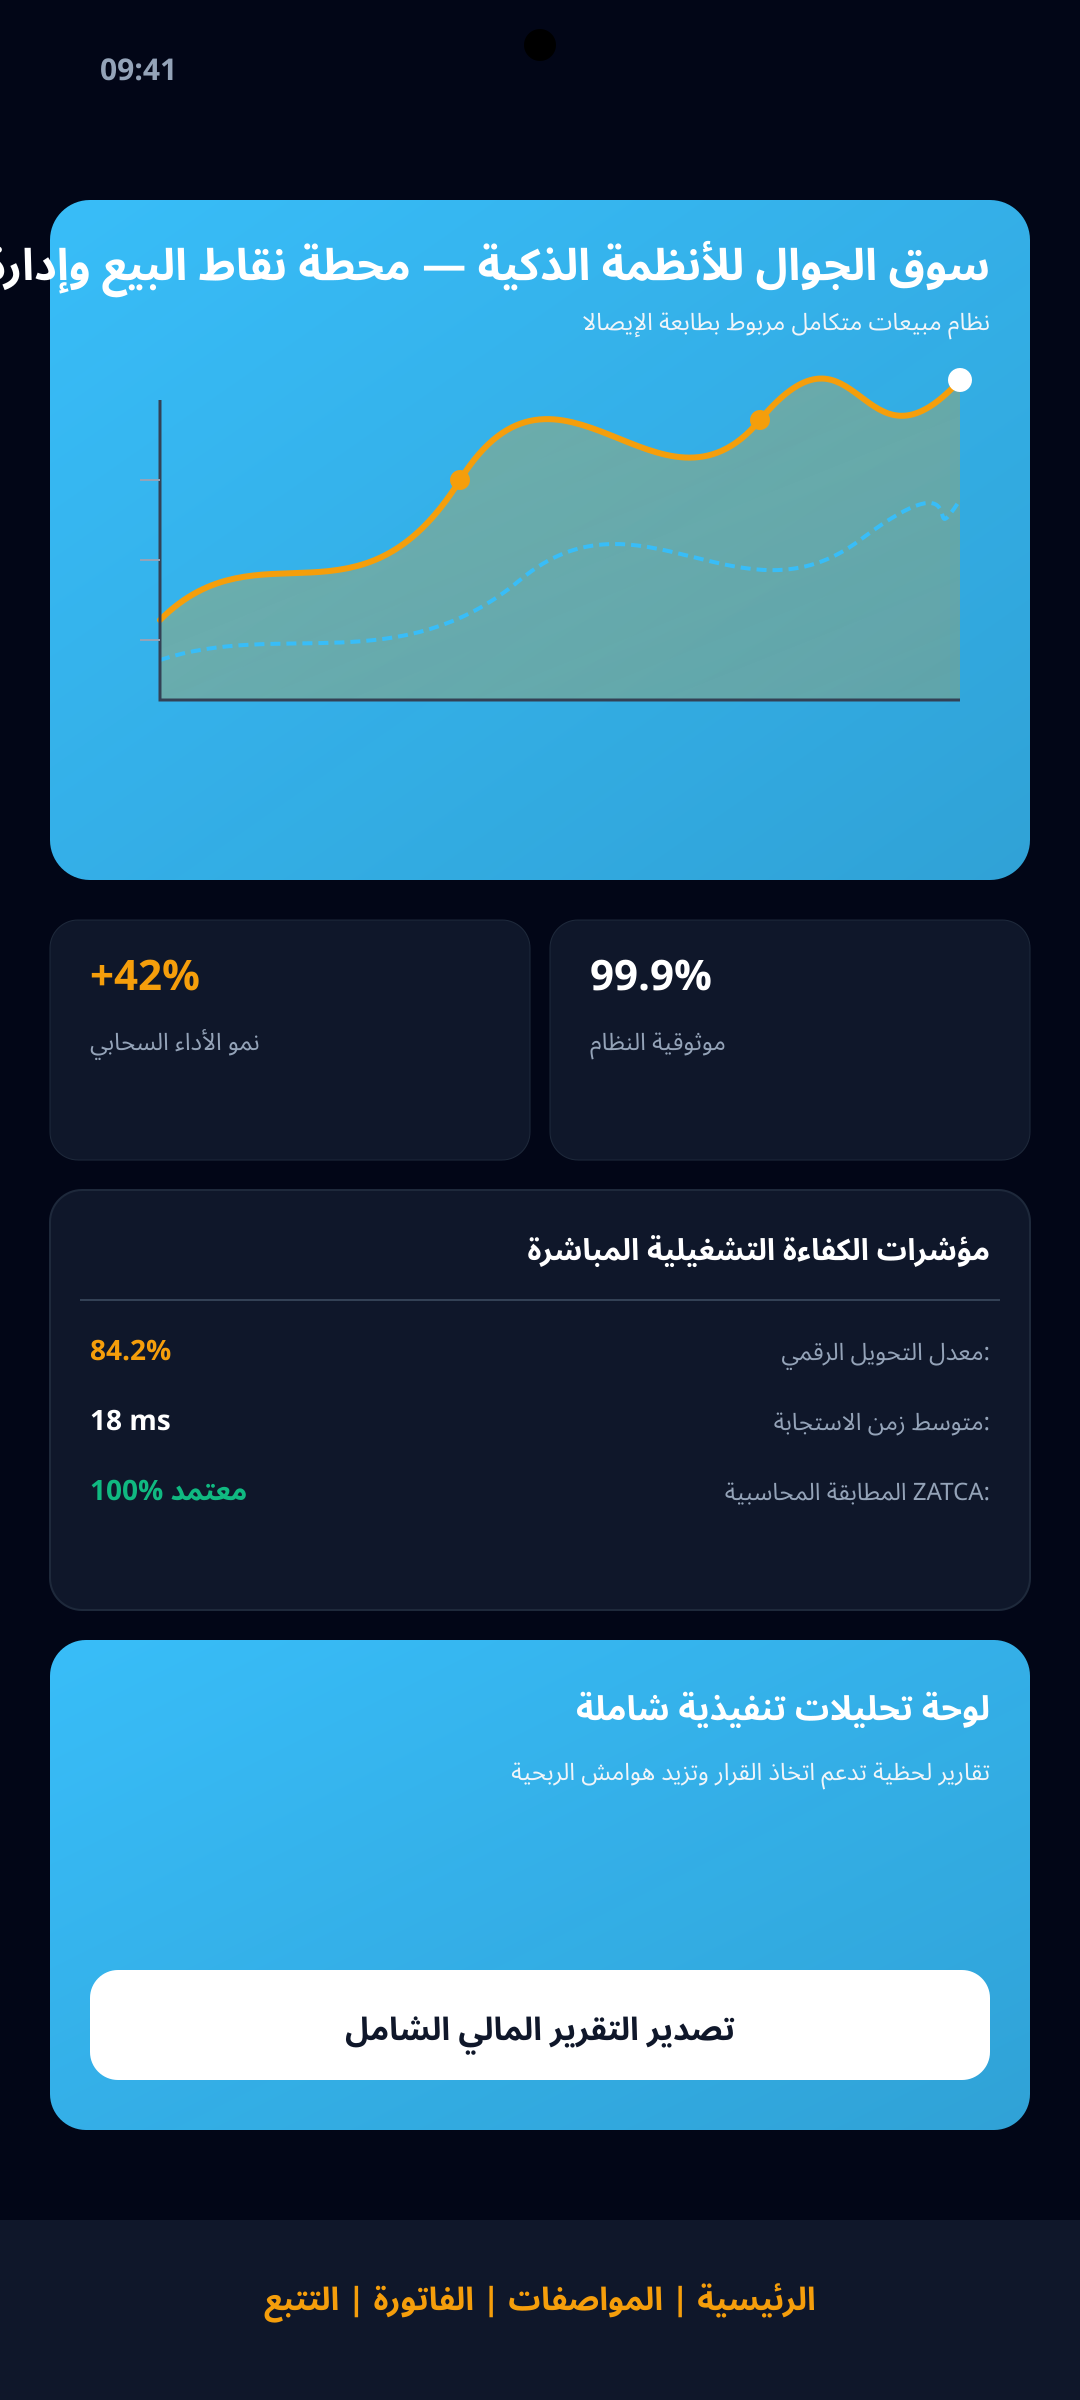 09:41
سوق الجوال للأنظمة الذكية — محطة نقاط البيع
نظام مبيعات متكامل مربوط بطابعة الإيصالا
99.9%
موثوقية النظام
+42%
نمو الأداء السحابي
مؤشرات الكفاءة التشغيلية المباشرة
معدل التحويل الرقمي:
84.2%
متوسط زمن الاستجابة:
18 ms
المطابقة المحاسبية ZATCA:
100% معتمد
لوحة تحليلات تنفيذية شاملة
تقارير لحظية تدعم اتخاذ القرار وتزيد هوامش الربحية
تصدير التقرير المالي الشامل
الرئيسية | المواصفات | الفاتورة | التتبع